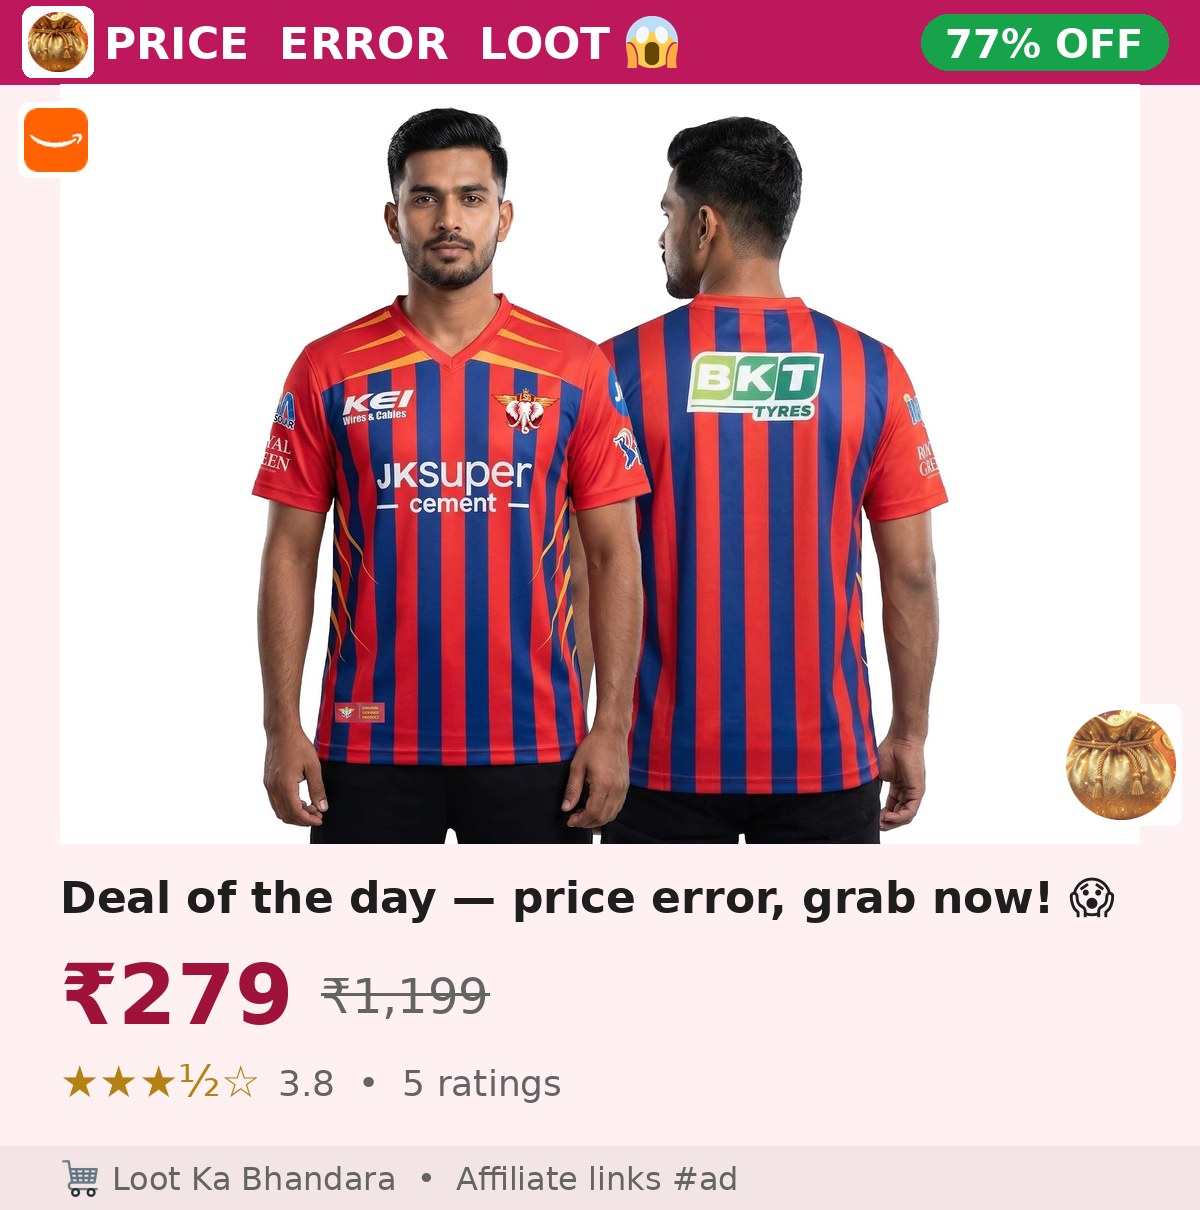 PRICE ERROR LOOT 😱
77% OFF
KEI
Wires & Cables
LSG
JKsuper
cement
BKT
TYRES
Deal of the day — price error, grab now! 😱
₹279 ₹1,199
★★★½☆ 3.8 • 5 ratings
🛒 Loot Ka Bhandara • Affiliate links #ad